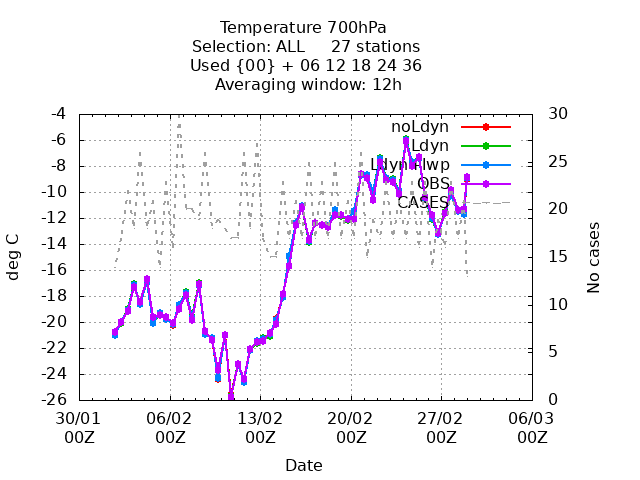 Temperature 700hPa
Selection: ALL     27 stations
Used {00} + 06 12 18 24 36
Averaging window: 12h
-4
-6
-8
-10
-12
-14
-16
-18
-20
-22
-24
-26
deg C
30
25
20
15
10
5
0
No cases
noLdyn
Ldyn
OBS
CASES
30/01 06/02 13/02 20/02 27/02 06/03
00Z 00Z 00Z 00Z 00Z 00Z
Date